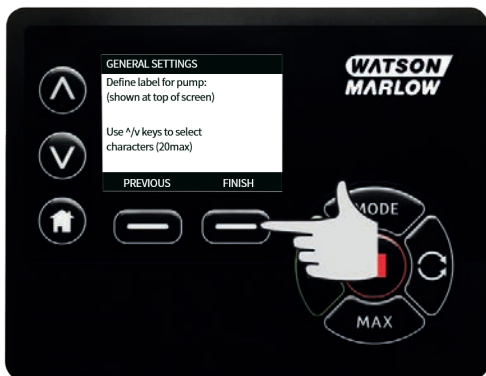 GENERAL SETTINGS
Define label for pump:
(shown at top of screen)
Use ^/v keys to select
characters (20max)
PREVIOUS FINISH
WATSON
MARLOW
MODE
MAX